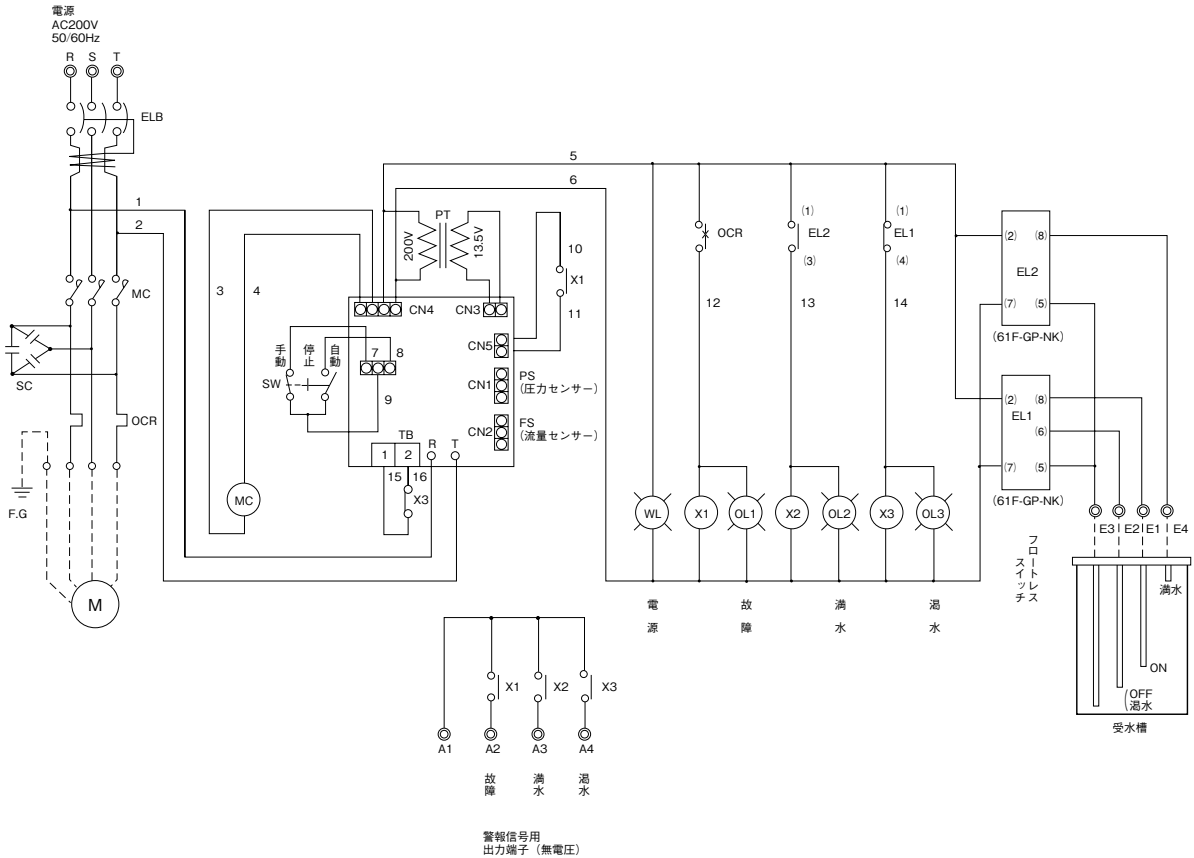 電源
AC200V
50/60Hz
R S T
ELB
1
2
MC
SC
OCR
F.G
M
3 4
MC
5
6
PT
200V
13.5V
10
X1
11
CN4 CN3
CN5
手動 停止 自動
7 8
SW
9
CN1
PS
(圧力センサー)
CN2
FS
(流量センサー)
TB R T
1 2
15 16
X3
OCR
(1)
EL2
(3)
(1)
EL1
(4)
12 13 14
WL X1 OL1 X2 OL2 X3 OL3
電源 故障 満水 渇水
(2) (8)
EL2
(7) (5)
(61F-GP-NK)
(2) (8)
EL1
(6)
(7) (5)
(61F-GP-NK)
フロートレス
スイッチ
E3 E2 E1 E4
満水
ON
OFF
渇水
受水槽
X1 X2 X3
A1 A2 A3 A4
故障 満水 渇水
警報信号用
出力端子(無電圧)